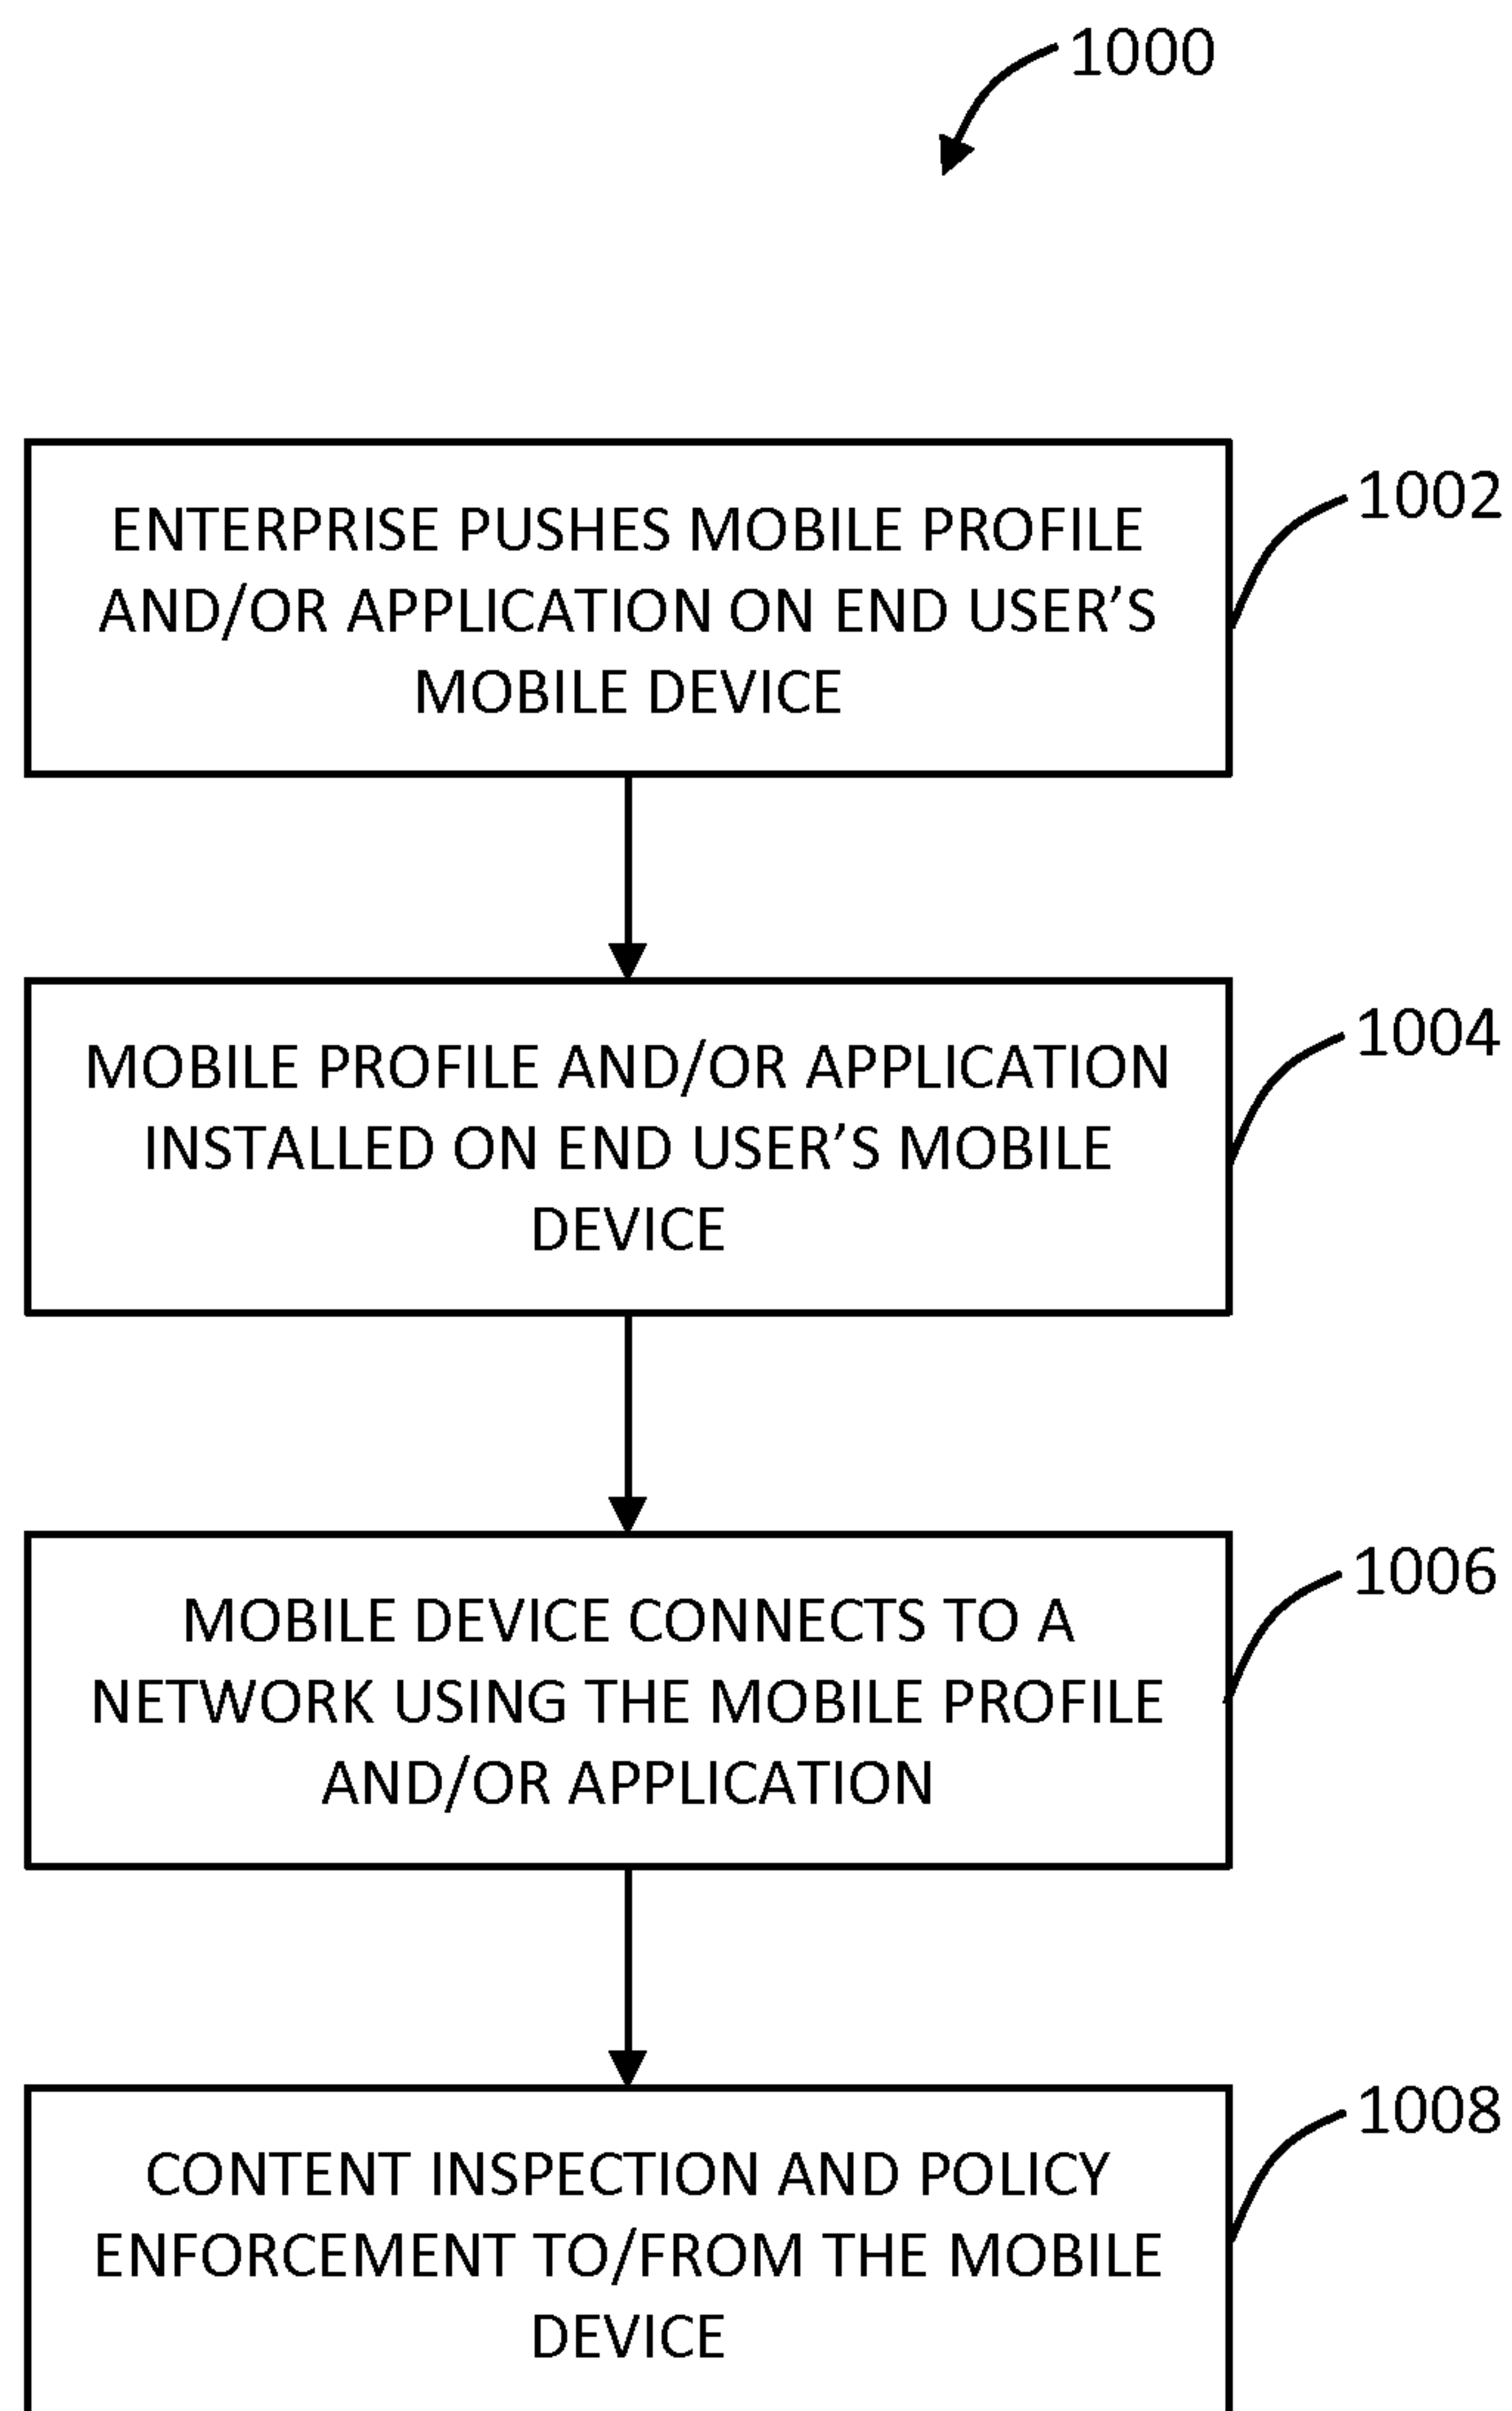 1000
ENTERPRISE PUSHES MOBILE PROFILE
AND/OR APPLICATION ON END USER’S
MOBILE DEVICE
1002
MOBILE PROFILE AND/OR APPLICATION
INSTALLED ON END USER’S MOBILE
DEVICE
1004
MOBILE DEVICE CONNECTS TO A
NETWORK USING THE MOBILE PROFILE
AND/OR APPLICATION
1006
CONTENT INSPECTION AND POLICY
ENFORCEMENT TO/FROM THE MOBILE
DEVICE
1008